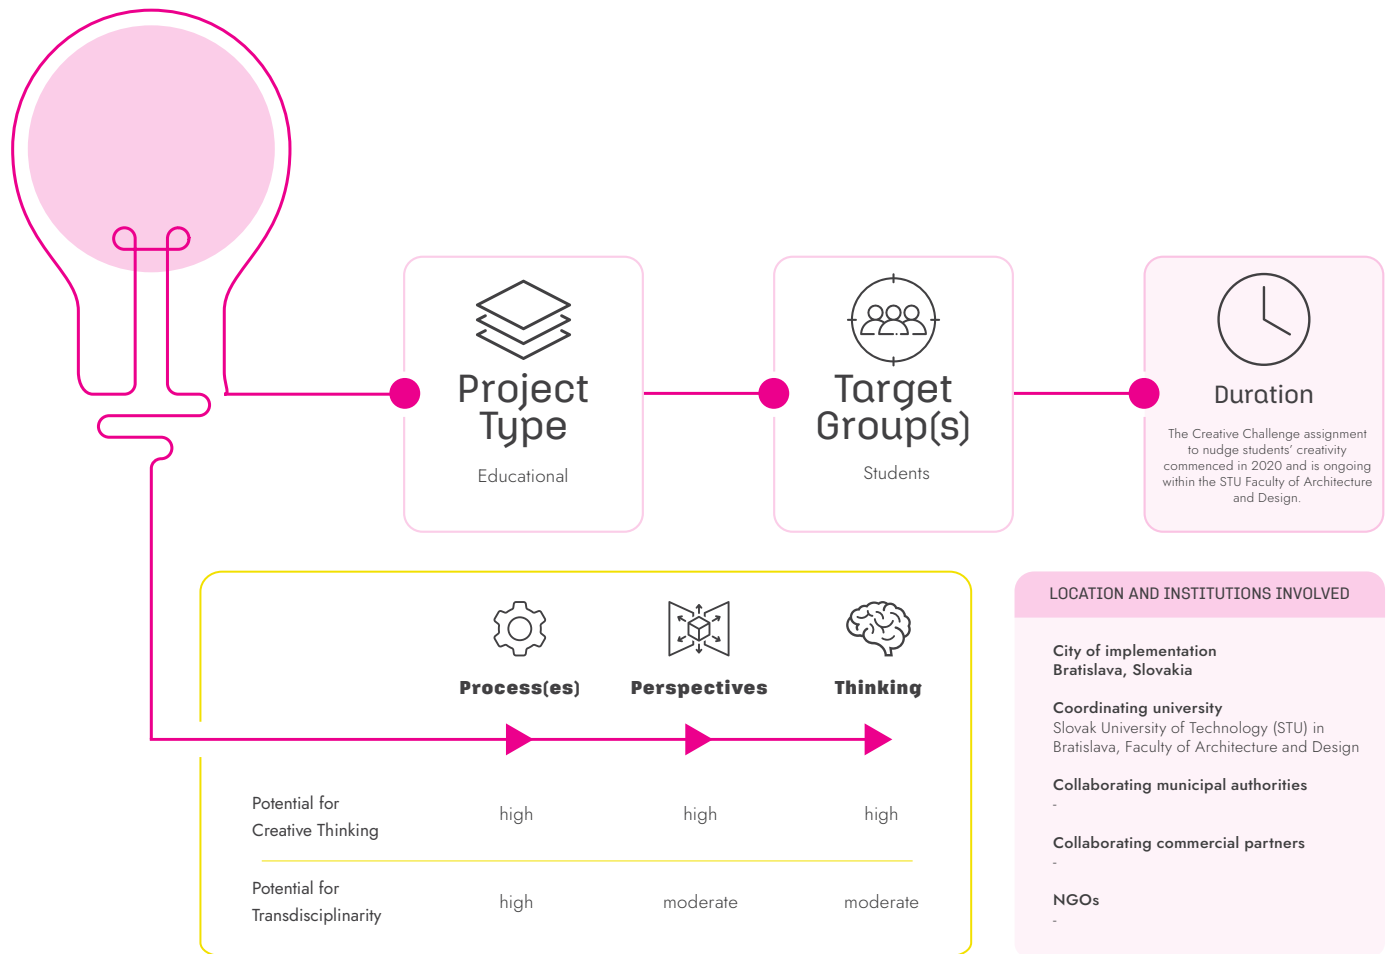 Project
Type
Educational
Target
Group(s)
Students
Duration
The Creative Challenge assignment
to nudge students’ creativity
commenced in 2020 and is ongoing
within the STU Faculty of Architecture
and Design.
Process(es)
Perspectives
Thinking
Potential for
Creative Thinking
high
high
high
Potential for
Transdisciplinarity
high
moderate
moderate
LOCATION AND INSTITUTIONS INVOLVED
City of implementation
Bratislava, Slovakia
Coordinating university
Slovak University of Technology (STU) in
Bratislava, Faculty of Architecture and Design
Collaborating municipal authorities
-
Collaborating commercial partners
-
NGOs
-